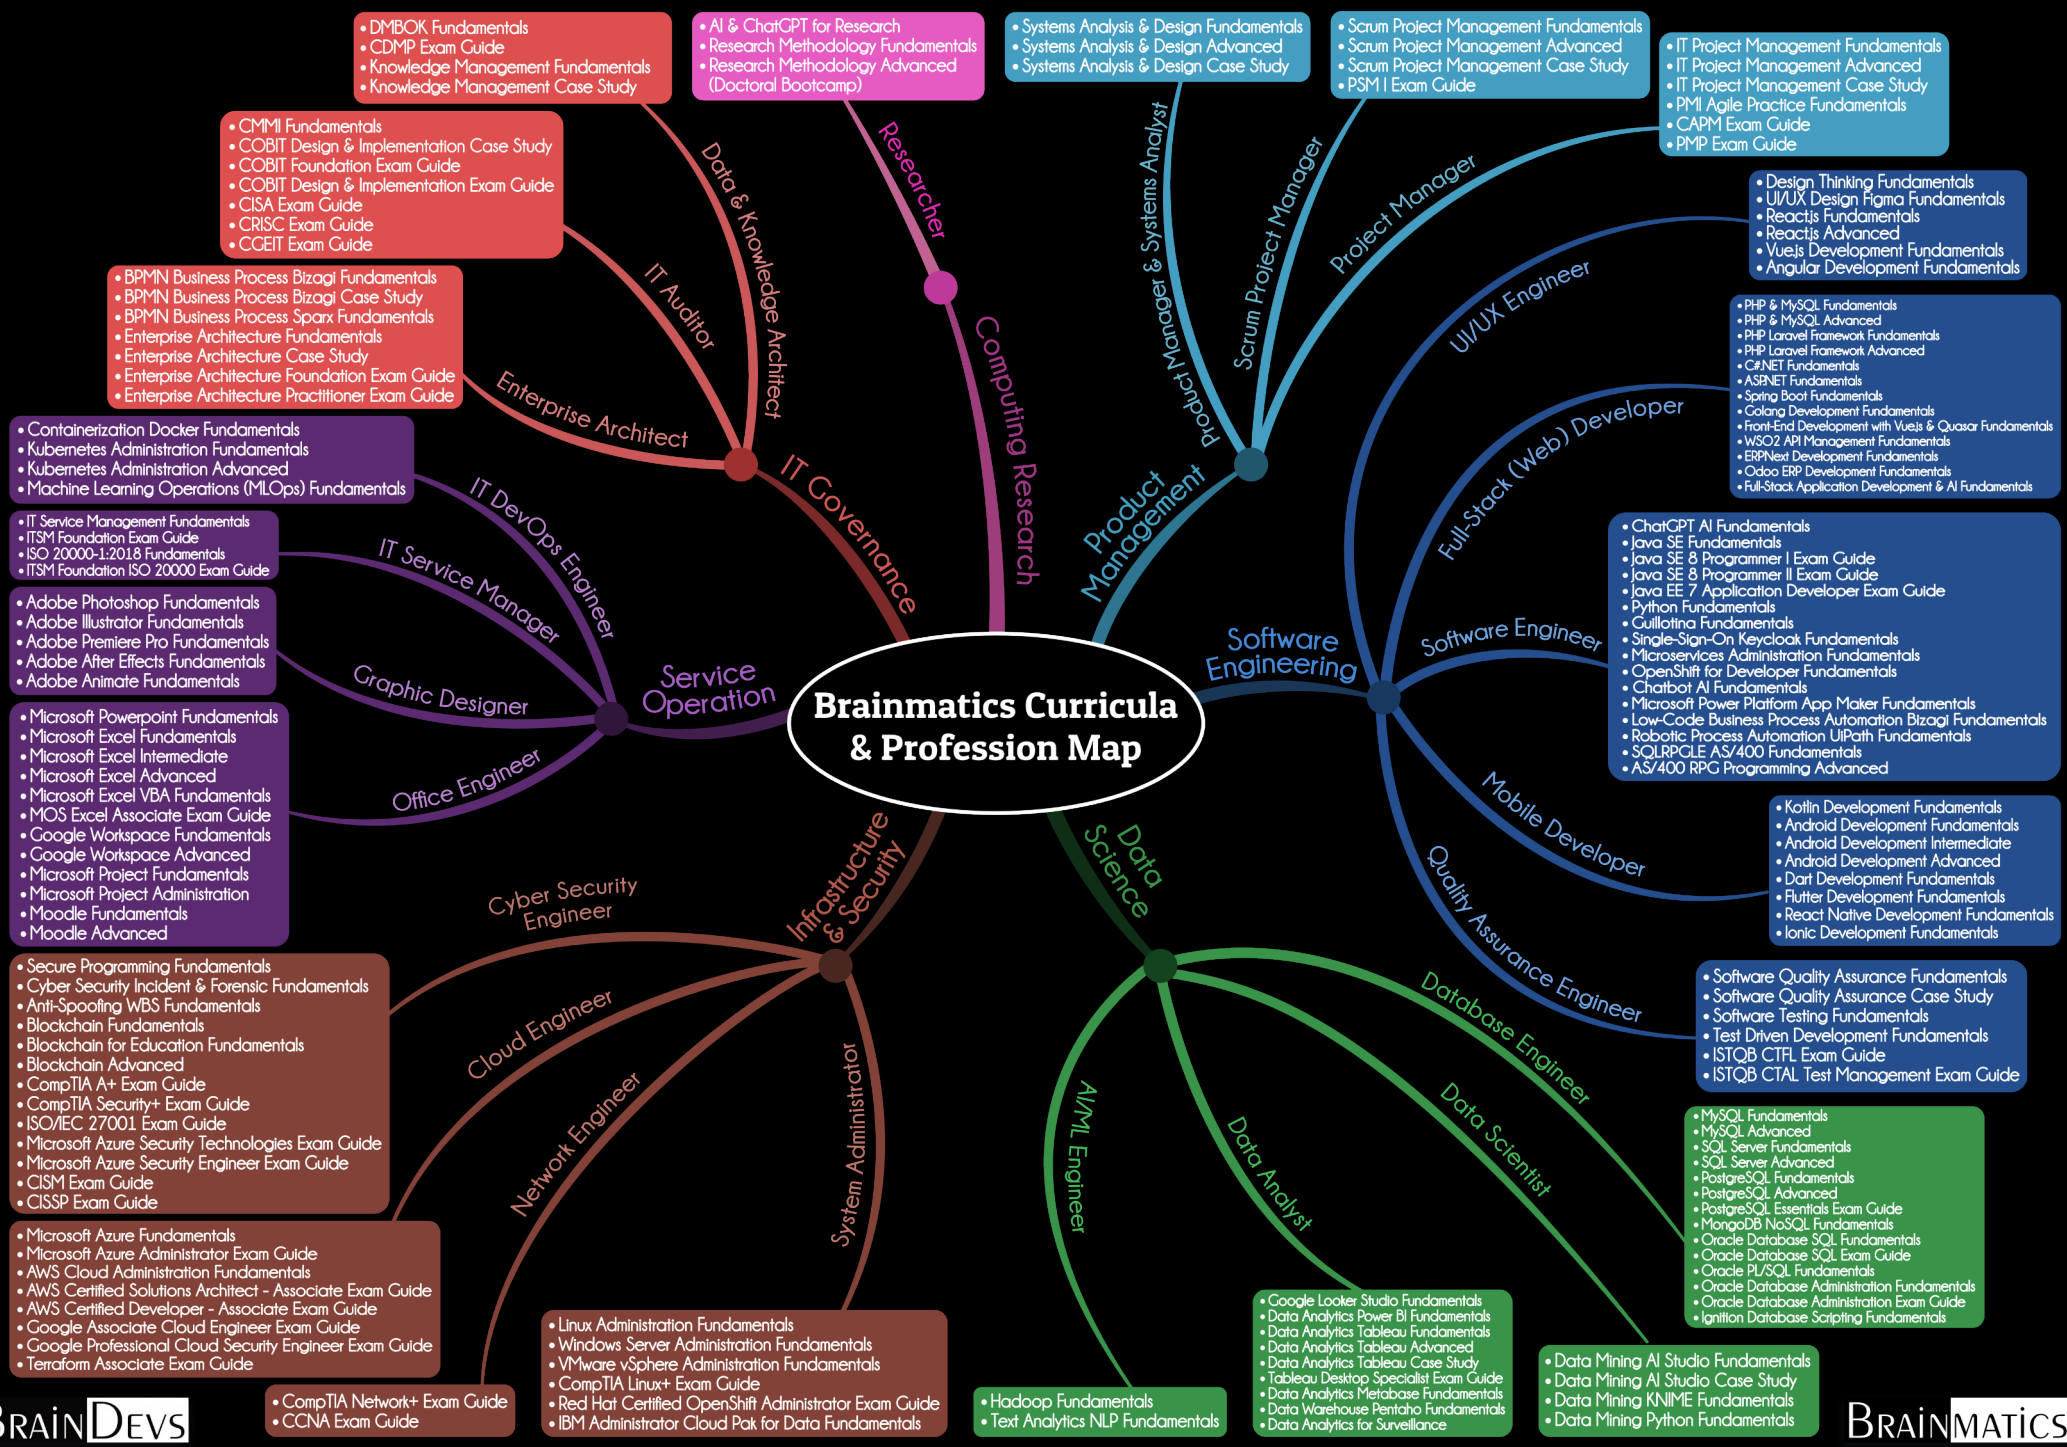 Brainmatics Curricula
& Profession Map
Computing Research
Researcher
• AI & ChatGPT for Research
• Research Methodology Fundamentals
• Research Methodology Advanced
(Doctoral Bootcamp)
Product
Management
Product Manager & Systems Analyst
• Systems Analysis & Design Fundamentals
• Systems Analysis & Design Advanced
• Systems Analysis & Design Case Study
Scrum Project Manager
• Scrum Project Management Fundamentals
• Scrum Project Management Advanced
• Scrum Project Management Case Study
• PSM I Exam Guide
Project Manager
• IT Project Management Fundamentals
• IT Project Management Advanced
• IT Project Management Case Study
• PMI Agile Practice Fundamentals
• CAPM Exam Guide
• PMP Exam Guide
Software
Engineering
UI/UX Engineer
• Design Thinking Fundamentals
• UI/UX Design Figma Fundamentals
• React.js Fundamentals
• React.js Advanced
• Vue.js Development Fundamentals
• Angular Development Fundamentals
Full-Stack (Web) Developer
• PHP & MySQL Fundamentals
• PHP & MySQL Advanced
• PHP Laravel Framework Fundamentals
• PHP Laravel Framework Advanced
• C#.NET Fundamentals
• ASP.NET Fundamentals
• Spring Boot Fundamentals
• Golang Development Fundamentals
• Front-End Development with Vue.js & Quasar Fundamentals
• WSO2 API Management Fundamentals
• ERPNext Development Fundamentals
• Odoo ERP Development Fundamentals
• Full-Stack Application Development & AI Fundamentals
Software Engineer
• ChatGPT AI Fundamentals
• Java SE Fundamentals
• Java SE 8 Programmer I Exam Guide
• Java SE 8 Programmer II Exam Guide
• Java EE 7 Application Developer Exam Guide
• Python Fundamentals
• Guillotina Fundamentals
• Single-Sign-On Keycloak Fundamentals
• Microservices Administration Fundamentals
• OpenShift for Developer Fundamentals
• Chatbot AI Fundamentals
• Microsoft Power Platform App Maker Fundamentals
• Low-Code Business Process Automation Bizagi Fundamentals
• Robotic Process Automation UiPath Fundamentals
• SQLRPGLE AS/400 Fundamentals
• AS/400 RPG Programming Advanced
Mobile Developer
• Kotlin Development Fundamentals
• Android Development Fundamentals
• Android Development Intermediate
• Android Development Advanced
• Dart Development Fundamentals
• Flutter Development Fundamentals
• React Native Development Fundamentals
• Ionic Development Fundamentals
Quality Assurance Engineer
• Software Quality Assurance Fundamentals
• Software Quality Assurance Case Study
• Software Testing Fundamentals
• Test Driven Development Fundamentals
• ISTQB CTFL Exam Guide
• ISTQB CTAL Test Management Exam Guide
Data
Science
Database Engineer
• MySQL Fundamentals
• MySQL Advanced
• SQL Server Fundamentals
• SQL Server Advanced
• PostgreSQL Fundamentals
• PostgreSQL Advanced
• PostgreSQL Essentials Exam Guide
• MongoDB NoSQL Fundamentals
• Oracle Database SQL Fundamentals
• Oracle Database SQL Exam Guide
• Oracle PL/SQL Fundamentals
• Oracle Database Administration Fundamentals
• Oracle Database Administration Exam Guide
• Ignition Database Scripting Fundamentals
Data Scientist
• Data Mining AI Studio Fundamentals
• Data Mining AI Studio Case Study
• Data Mining KNIME Fundamentals
• Data Mining Python Fundamentals
Data Analyst
• Google Looker Studio Fundamentals
• Data Analytics Power BI Fundamentals
• Data Analytics Tableau Fundamentals
• Data Analytics Tableau Advanced
• Data Analytics Tableau Case Study
• Tableau Desktop Specialist Exam Guide
• Data Analytics Metabase Fundamentals
• Data Warehouse Pentaho Fundamentals
• Data Analytics for Surveillance
AI/ML Engineer
• Hadoop Fundamentals
• Text Analytics NLP Fundamentals
Infrastructure
& Security
System Administrator
• Linux Administration Fundamentals
• Windows Server Administration Fundamentals
• VMware vSphere Administration Fundamentals
• CompTIA Linux+ Exam Guide
• Red Hat Certified OpenShift Administrator Exam Guide
• IBM Administrator Cloud Pak for Data Fundamentals
Network Engineer
• CompTIA Network+ Exam Guide
• CCNA Exam Guide
Cloud Engineer
• Microsoft Azure Fundamentals
• Microsoft Azure Administrator Exam Guide
• AWS Cloud Administration Fundamentals
• AWS Certified Solutions Architect - Associate Exam Guide
• AWS Certified Developer - Associate Exam Guide
• Google Associate Cloud Engineer Exam Guide
• Google Professional Cloud Security Engineer Exam Guide
• Terraform Associate Exam Guide
Cyber Security
Engineer
• Secure Programming Fundamentals
• Cyber Security Incident & Forensic Fundamentals
• Anti-Spoofing WBS Fundamentals
• Blockchain Fundamentals
• Blockchain for Education Fundamentals
• Blockchain Advanced
• CompTIA A+ Exam Guide
• CompTIA Security+ Exam Guide
• ISO/IEC 27001 Exam Guide
• Microsoft Azure Security Technologies Exam Guide
• Microsoft Azure Security Engineer Exam Guide
• CISM Exam Guide
• CISSP Exam Guide
Service
Operation
Office Engineer
• Microsoft Powerpoint Fundamentals
• Microsoft Excel Fundamentals
• Microsoft Excel Intermediate
• Microsoft Excel Advanced
• Microsoft Excel VBA Fundamentals
• MOS Excel Associate Exam Guide
• Google Workspace Fundamentals
• Google Workspace Advanced
• Microsoft Project Fundamentals
• Microsoft Project Administration
• Moodle Fundamentals
• Moodle Advanced
Graphic Designer
• Adobe Photoshop Fundamentals
• Adobe Illustrator Fundamentals
• Adobe Premiere Pro Fundamentals
• Adobe After Effects Fundamentals
• Adobe Animate Fundamentals
IT Service Manager
• IT Service Management Fundamentals
• ITSM Foundation Exam Guide
• ISO 20000-1:2018 Fundamentals
• ITSM Foundation ISO 20000 Exam Guide
IT DevOps Engineer
• Containerization Docker Fundamentals
• Kubernetes Administration Fundamentals
• Kubernetes Administration Advanced
• Machine Learning Operations (MLOps) Fundamentals
IT Governance
Enterprise Architect
• BPMN Business Process Bizagi Fundamentals
• BPMN Business Process Bizagi Case Study
• BPMN Business Process Sparx Fundamentals
• Enterprise Architecture Fundamentals
• Enterprise Architecture Case Study
• Enterprise Architecture Foundation Exam Guide
• Enterprise Architecture Practitioner Exam Guide
IT Auditor
• CMMI Fundamentals
• COBIT Design & Implementation Case Study
• COBIT Foundation Exam Guide
• COBIT Design & Implementation Exam Guide
• CISA Exam Guide
• CRISC Exam Guide
• CGEIT Exam Guide
Data & Knowledge Architect
• DMBOK Fundamentals
• CDMP Exam Guide
• Knowledge Management Fundamentals
• Knowledge Management Case Study
BRAINDEVS
BRAINMATICS